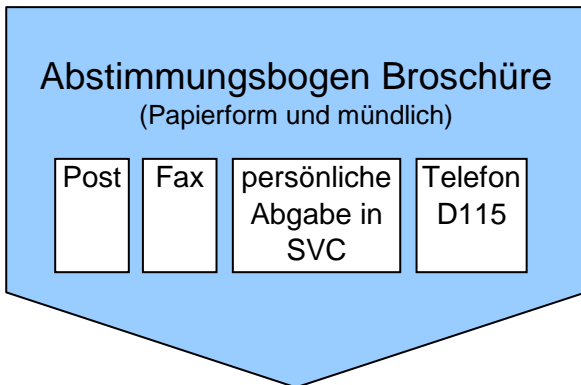 Abstimmungsbogen Broschüre
(Papierform und mündlich)
Post
Fax
persönliche
Abgabe in
SVC
Telefon
D115